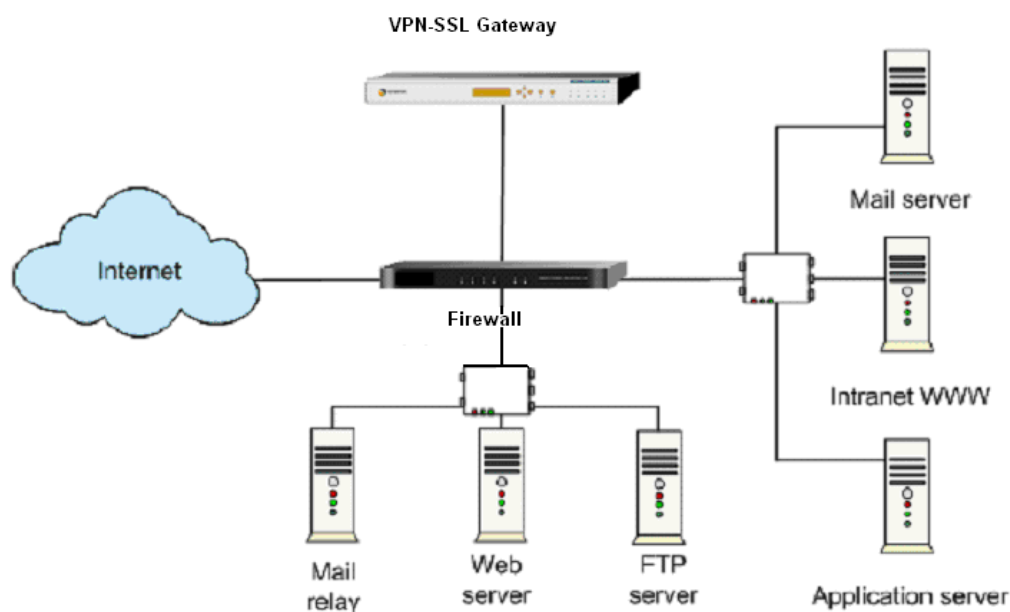 VPN-SSL Gateway
Mail server
Internet
Firewall
Intranet WWW
Mail
relay
Web
server
FTP
server
Application server